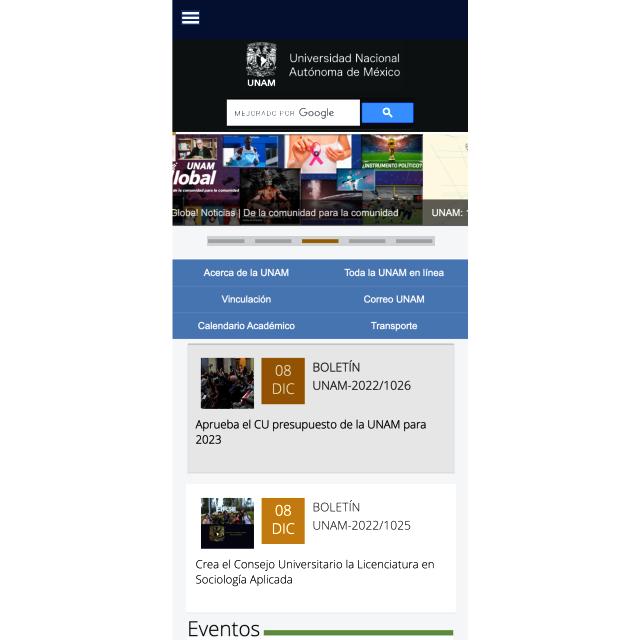 UNAM
Universidad Nacional
Autónoma de México
MEJORADO POR Google
UNAM
lobal
de la comunidad para la comunidad
¿INSTRUMENTO POLÍTICO?
Global Noticias | De la comunidad para la comunidad
UNAM:
Acerca de la UNAM
Toda la UNAM en línea
Vinculación
Correo UNAM
Calendario Académico
Transporte
08
DIC
BOLETÍN
UNAM-2022/1026
Aprueba el CU presupuesto de la UNAM para
2023
08
DIC
BOLETÍN
UNAM-2022/1025
Crea el Consejo Universitario la Licenciatura en
Sociología Aplicada
Eventos